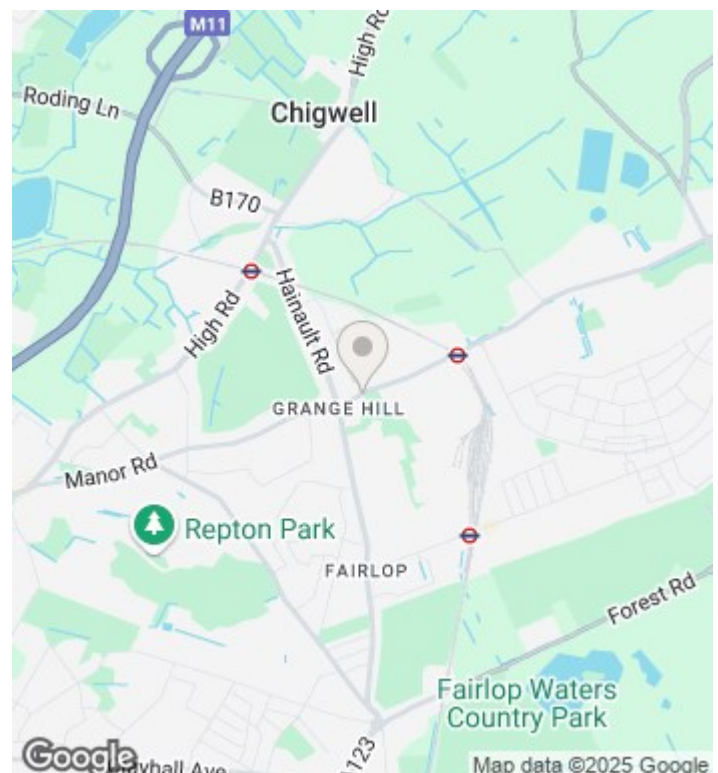 M11
High Rd
Roding Ln
Chigwell
B170
High Rd
Hainault Rd
GRANGE HILL
Manor Rd
Repton Park
FAIRLOP
Forest Rd
Fairlop Waters
Country Park
Google
Map data ©2025 Google